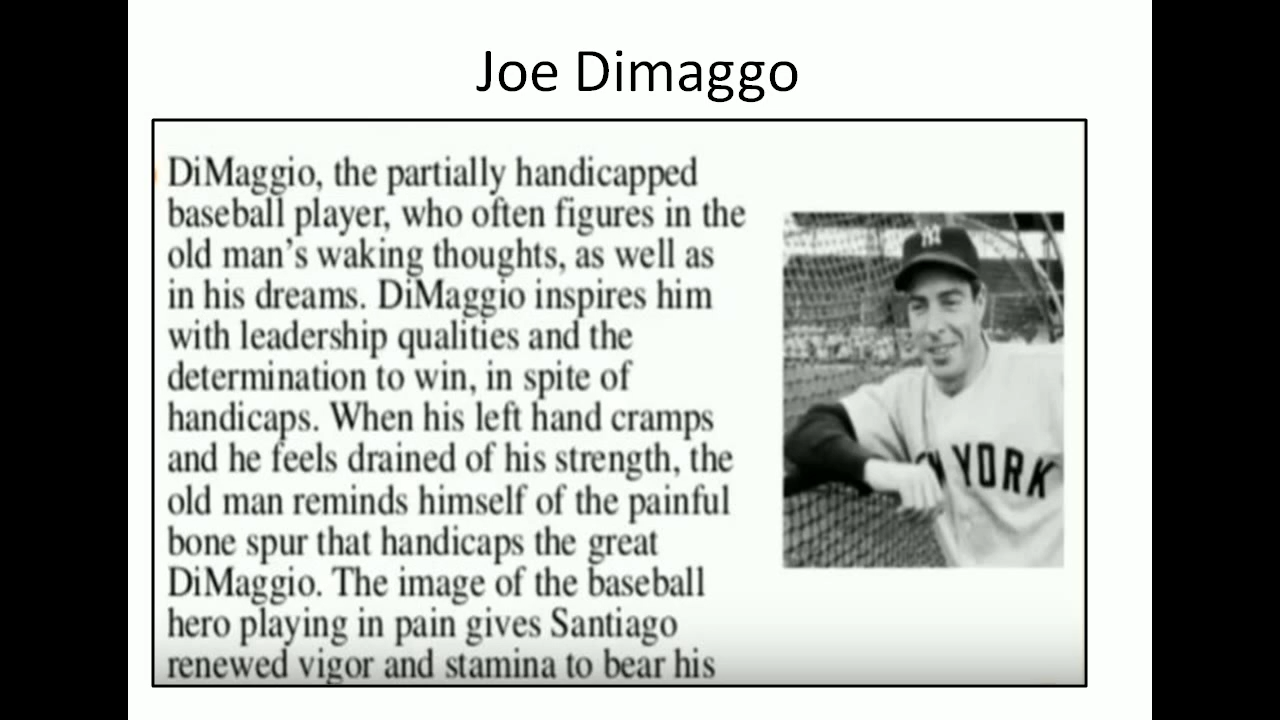 Joe Dimaggo
DiMaggio, the partially handicapped
baseball player, who often figures in the
old man's waking thoughts, as well as
in his dreams. DiMaggio inspires him
with leadership qualities and the
determination to win, in spite of
handicaps. When his left hand cramps
and he feels drained of his strength, the
old man reminds himself of the painful
bone spur that handicaps the great
DiMaggio. The image of the baseball
hero playing in pain gives Santiago
renewed vigor and stamina to bear his
NY
YORK